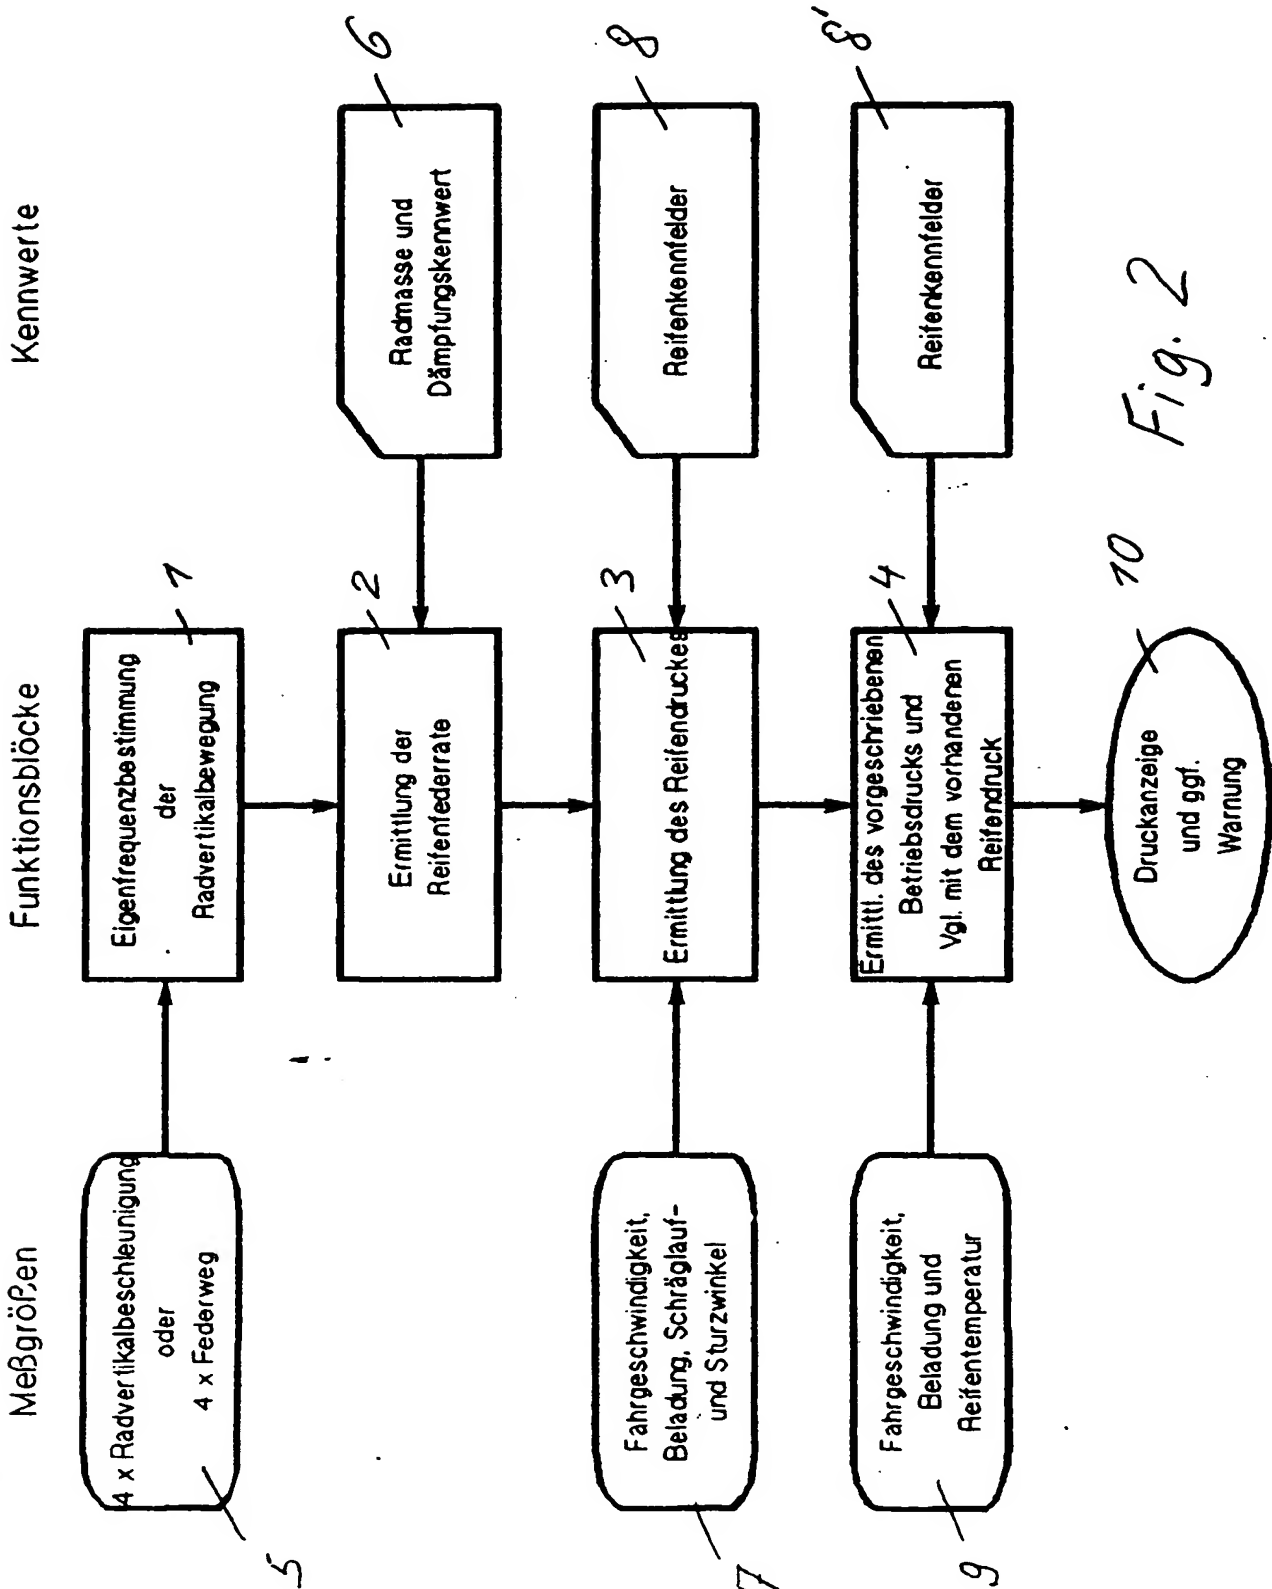 Meßgrößen
Funktionsblöcke
Kennwerte
4 x Radvertikalbeschleunigung
oder
4 x Federweg
5
Eigenfrequenzbestimmung
der
Radvertikalbewegung
1
Ermittlung der
Reifenfederrate
2
Radmasse und
Dämpfungskennwert
6
Fahrgeschwindigkeit,
Beladung, Schräglauf-
und Sturzwinkel
7
Ermittlung des Reifendruckes
3
Reifenkennfelder
8
Fahrgeschwindigkeit,
Beladung und
Reifentemperatur
9
Ermittl. des vorgeschriebenen
Betriebsdrucks und
Vgl. mit dem vorhandenen
Reifendruck
4
Reifenkennfelder
8'
Druckanzeige
und ggf.
Warnung
10
Fig. 2